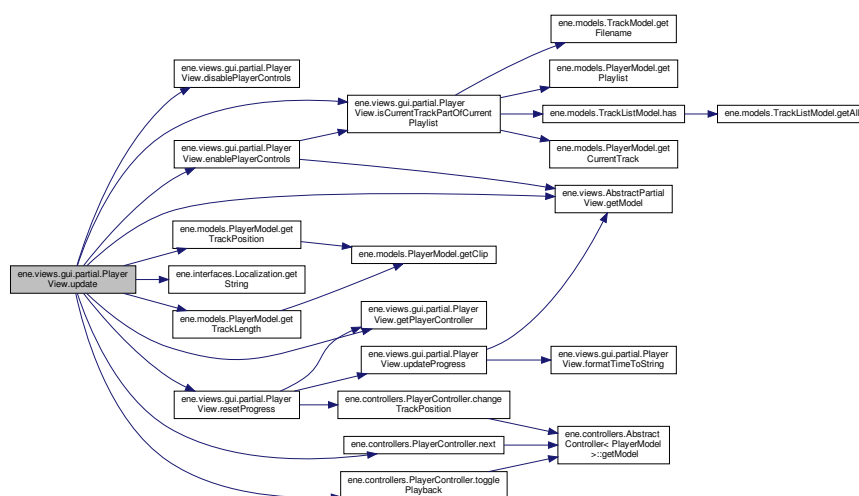 ene.models.TrackModel.get
Filename
ene.views.gui.partial.Player
View.disablePlayerControls
ene.models.PlayerModel.get
Playlist
ene.views.gui.partial.Player
View.isCurrentTrackPartOfCurrent
Playlist
ene.models.TrackListModel.has
ene.models.TrackListModel.getAll
ene.views.gui.partial.Player
View.enablePlayerControls
ene.models.PlayerModel.get
CurrentTrack
ene.views.AbstractPartial
View.getModel
ene.models.PlayerModel.get
TrackPosition
ene.models.PlayerModel.getClip
ene.views.gui.partial.Player
View.update
ene.interfaces.Localization.get
String
ene.models.PlayerModel.get
TrackLength
ene.views.gui.partial.Player
View.getPlayerController
ene.views.gui.partial.Player
View.updateProgress
ene.views.gui.partial.Player
View.formatTimeToString
ene.views.gui.partial.Player
View.resetProgress
ene.controllers.PlayerController.change
TrackPosition
ene.controllers.PlayerController.next
ene.controllers.Abstract
Controller< PlayerModel
>::getModel
ene.controllers.PlayerController.toggle
Playback